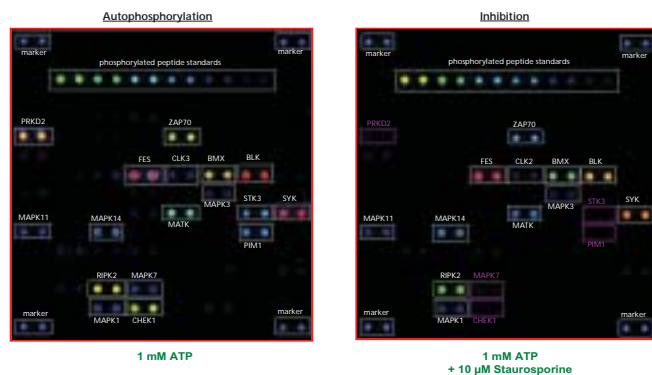 Autophosphorylation
marker marker
phosphorylated peptide standards
PRKD2 ZAP70
FES CLK3 BMX BLK
MAPK3 STK3 SYK
MAPK11 MAPK14 MATK
PIM1
RIPK2 MAPK7
marker MAPK1 CHEK1 marker
1 mM ATP
Inhibition
marker marker
phosphorylated peptide standards
PRKD2 ZAP70
FES CLK2 BMX BLK
MAPK3 STK3 SYK
MAPK11 MAPK14 MATK
PIM1
RIPK2 MAPK7
marker MAPK1 CHEK1 marker
1 mM ATP
+ 10 µM Staurosporine